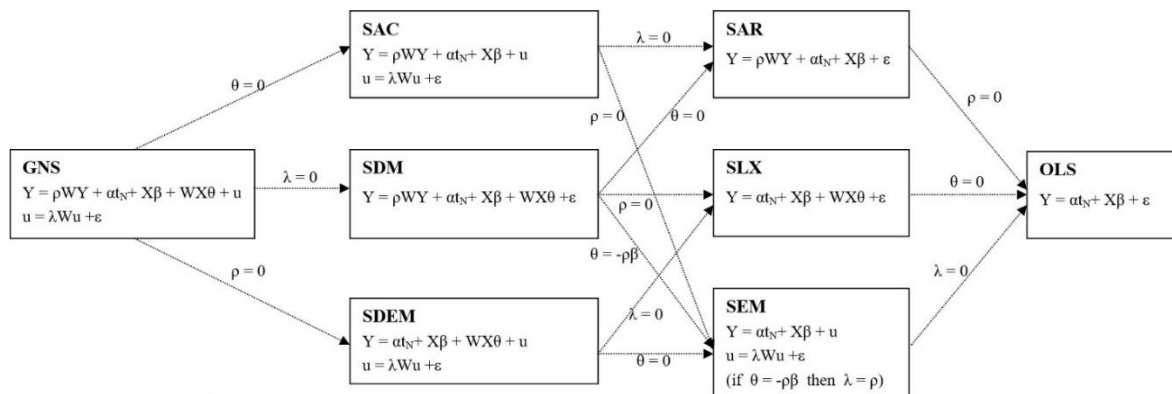 SAC
Y = ρWY + αt_N + Xβ + u
u = λWu +ε
SAR
Y = ρWY + αt_N + Xβ + ε
λ = 0
θ = 0
ρ = 0
ρ = 0
θ = 0
GNS
Y = ρWY + αt_N + Xβ + WXθ + u
u = λWu +ε
λ = 0
SDM
Y = ρWY + αt_N + Xβ + WXθ +ε
ρ = 0
SLX
Y = αt_N + Xβ + WXθ +ε
θ = 0
OLS
Y = αt_N + Xβ + ε
θ = -ρβ
ρ = 0
λ = 0
λ = 0
SDEM
Y = αt_N + Xβ + WXθ + u
u = λWu +ε
θ = 0
SEM
Y = αt_N + Xβ + u
u = λWu +ε
(if θ = -ρβ then λ = ρ)